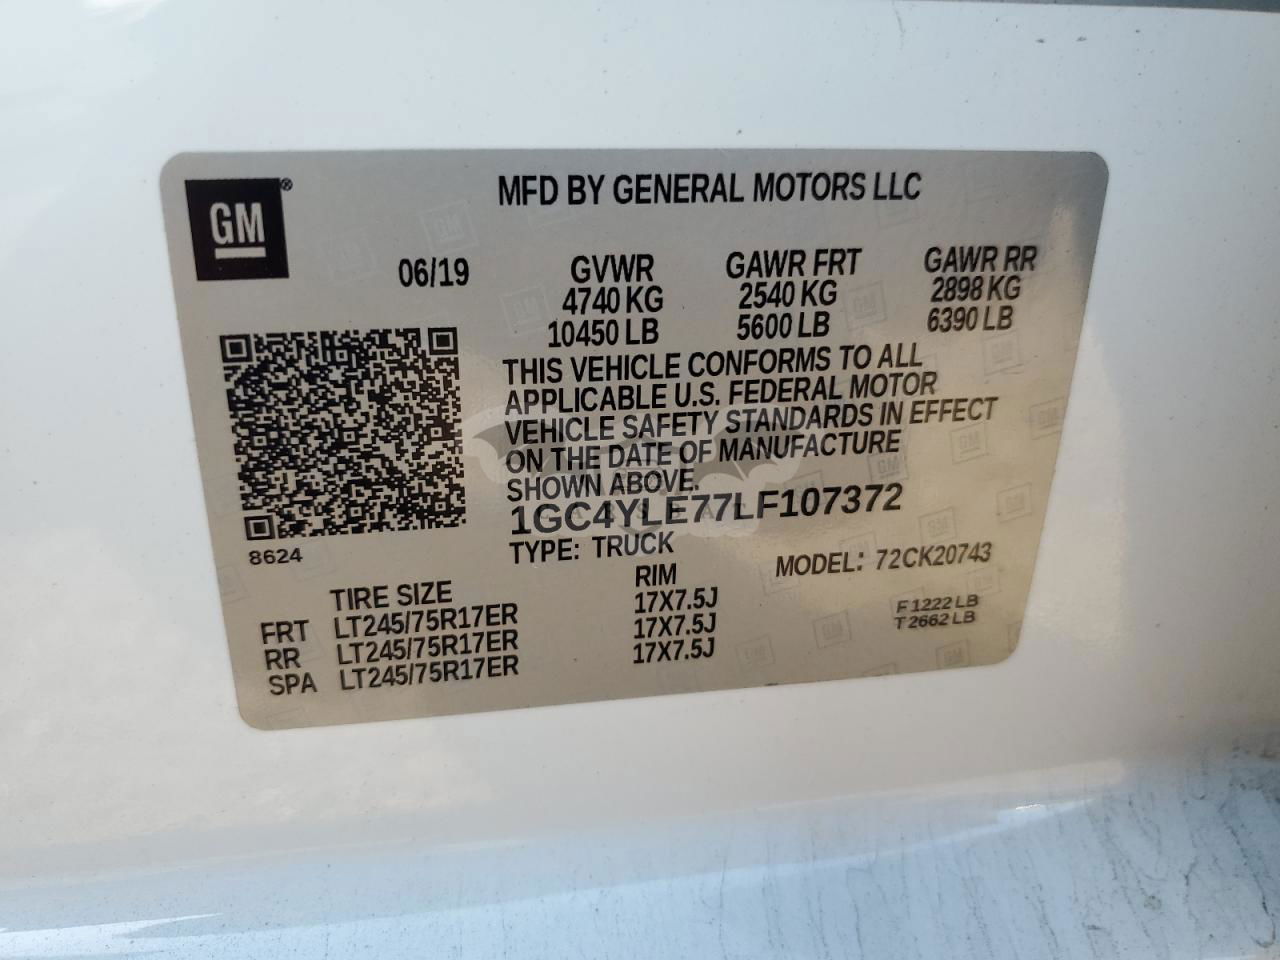 GM®
MFD BY GENERAL MOTORS LLC
06/19 GVWR GAWR FRT GAWR RR
4740 KG 2540 KG 2898 KG
10450 LB 5600 LB 6390 LB
THIS VEHICLE CONFORMS TO ALL
APPLICABLE U.S. FEDERAL MOTOR
VEHICLE SAFETY STANDARDS IN EFFECT
ON THE DATE OF MANUFACTURE
SHOWN ABOVE.
1GC4YLE77LF107372
8624
TYPE: TRUCK MODEL: 72CK20743
TIRE SIZE RIM
FRT LT245/75R17ER 17X7.5J
RR LT245/75R17ER 17X7.5J
SPA LT245/75R17ER 17X7.5J
F1222 LB
T2662 LB